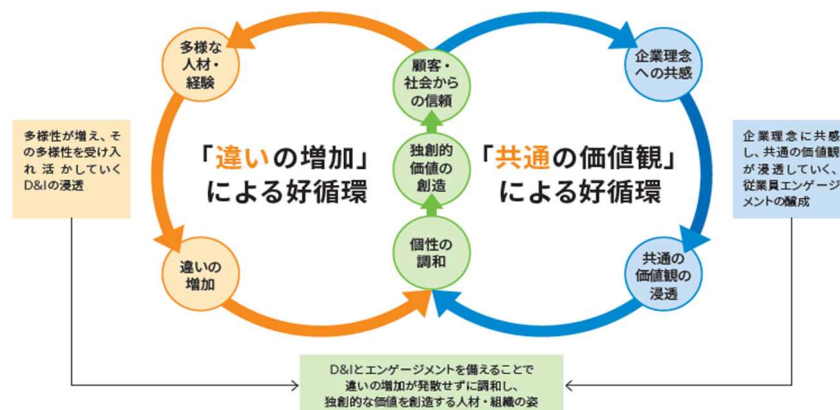 多様な
人材・
経験
顧客・
社会から
の信頼
企業理念
への共感
多様性が増え、そ
の多様性を受け入
れ活かしていく
D&Iの浸透
「違いの増加」
による好循環
独創的
価値の
創造
「共通の価値観」
による好循環
企業理念に共感
し、共通の価値観
が浸透していく、
従業員エンゲージ
メントの醸成
違いの
増加
個性の
調和
共通の
価値観の
浸透
D&Iとエンゲージメントを備えることで
違いの増加が発散せずに調和し、
独創的な価値を創造する人材・組織の姿